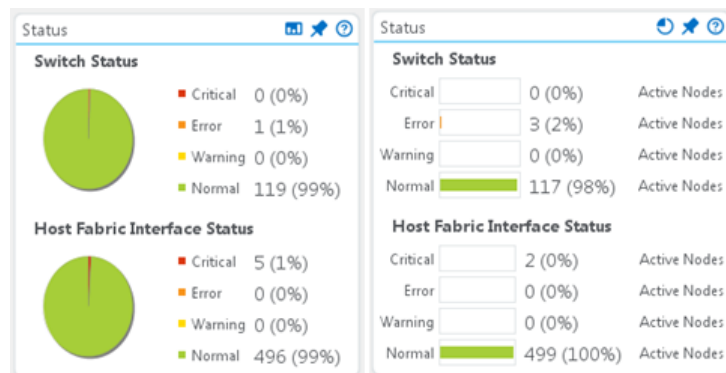 Status
Switch Status
Critical 0 (0%)
Error 1 (1%)
Warning 0 (0%)
Normal 119 (99%)
Host Fabric Interface Status
Critical 5 (1%)
Error 0 (0%)
Warning 0 (0%)
Normal 496 (99%)
Status
Switch Status
Critical 0 (0%) Active Nodes
Error 3 (2%) Active Nodes
Warning 0 (0%) Active Nodes
Normal 117 (98%) Active Nodes
Host Fabric Interface Status
Critical 2 (0%) Active Nodes
Error 0 (0%) Active Nodes
Warning 0 (0%) Active Nodes
Normal 499 (100%) Active Nodes